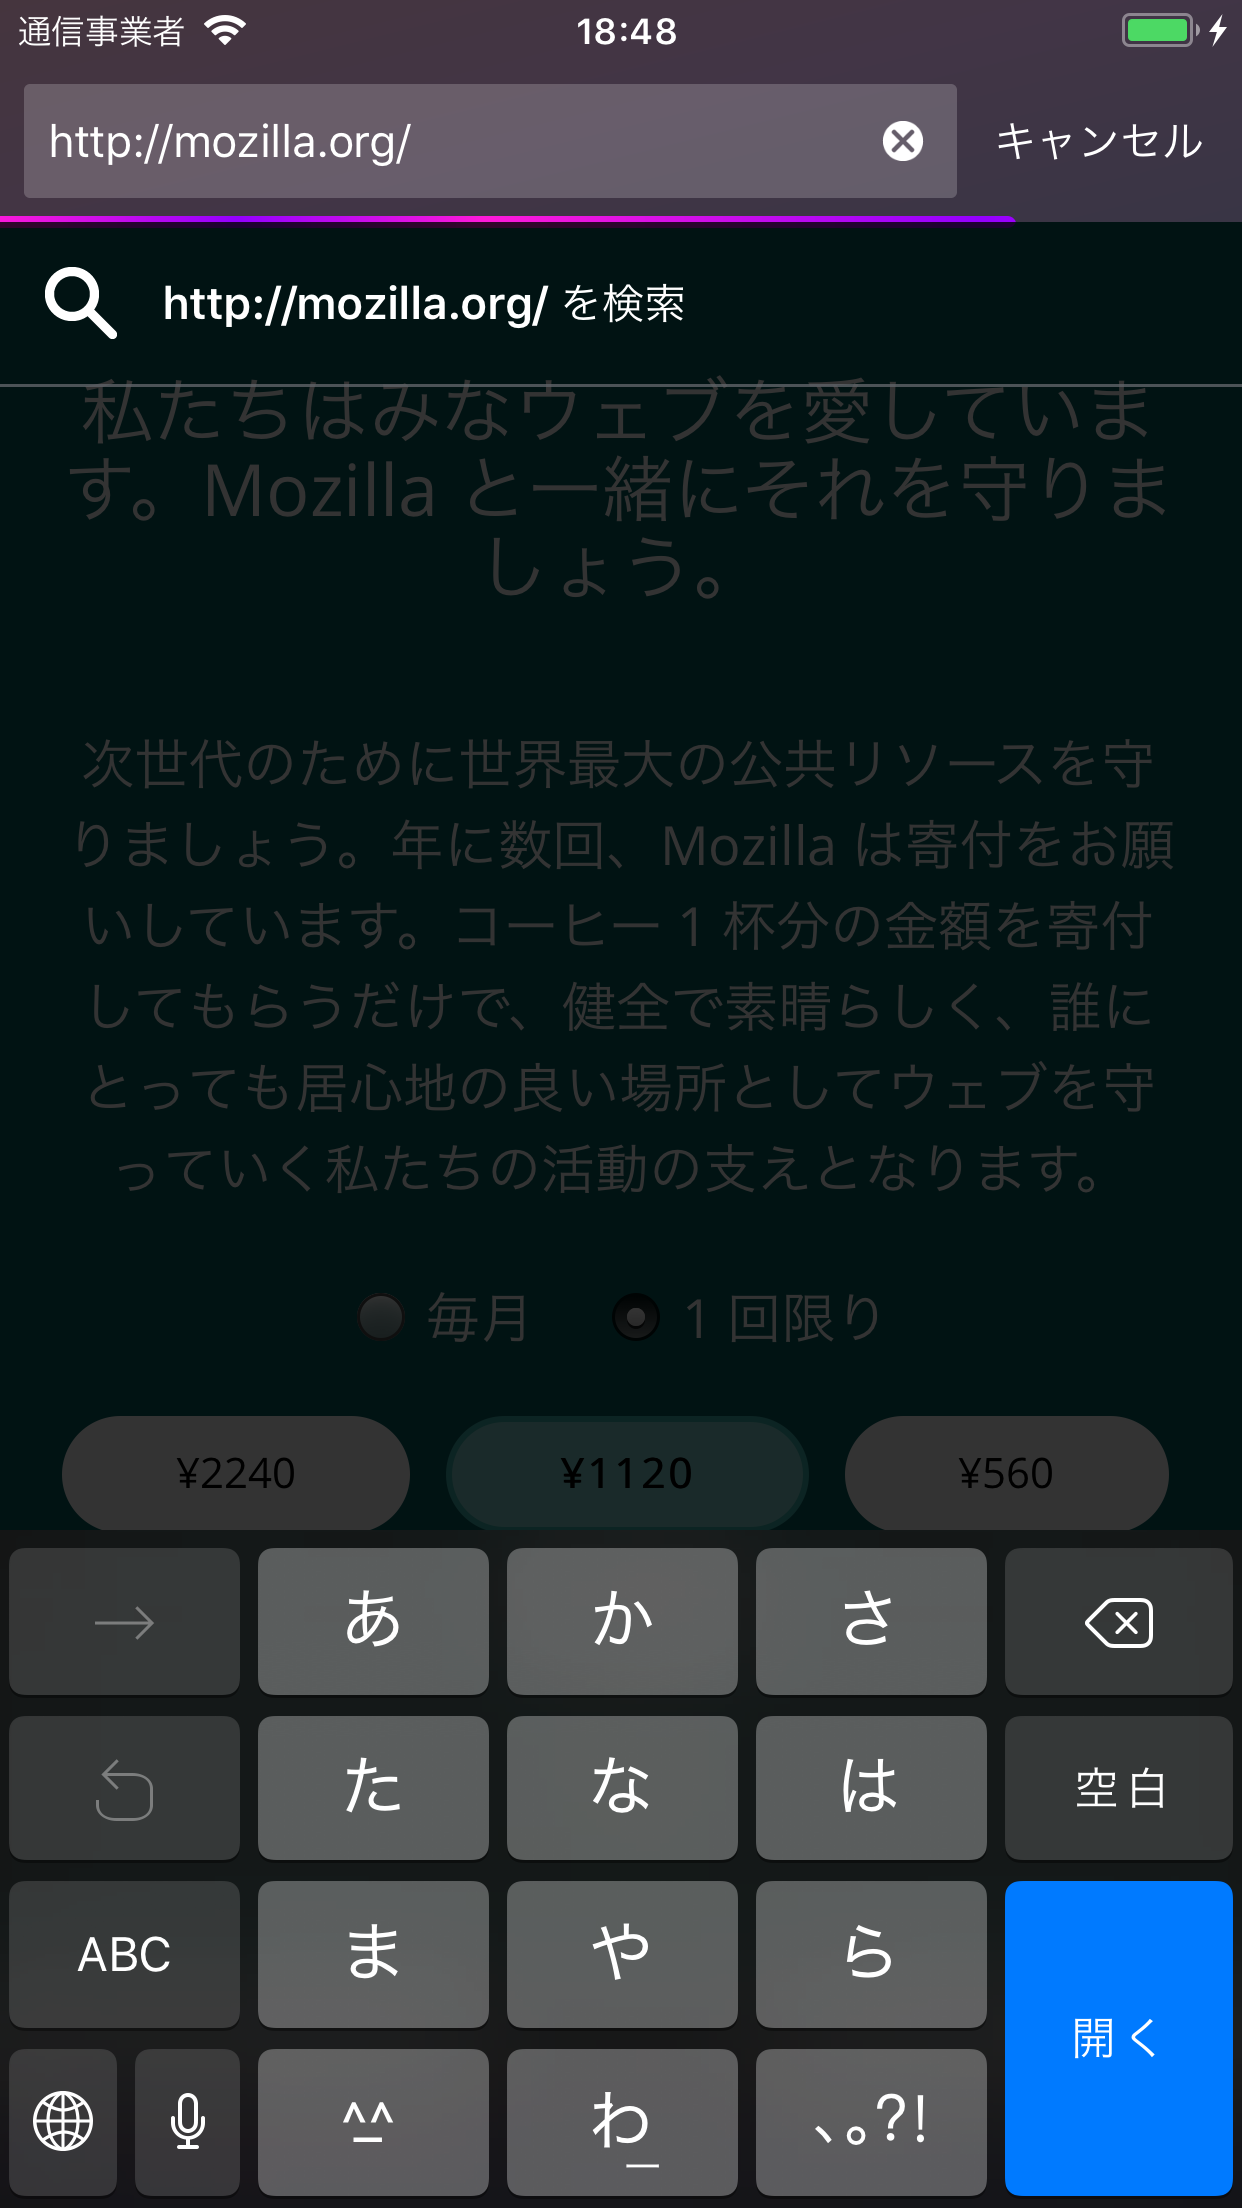 通信事業者 18:48
http://mozilla.org/ キャンセル
http://mozilla.org/ を検索
私たちはみなウェブを愛していま
す。Mozilla と一緒にそれを守りま
しょう。
次世代のために世界最大の公共リソースを守
りましょう。年に数回、Mozilla は寄付をお願
いしています。コーヒー 1 杯分の金額を寄付
してもらうだけで、健全で素晴らしく、誰に
とっても居心地の良い場所としてウェブを守
っていく私たちの活動の支えとなります。
毎月 1 回限り
¥2240 ¥1120 ¥560
→ あ か さ
た な は 空白
ABC ま や ら 開く
^_^ わ_ 、。?!